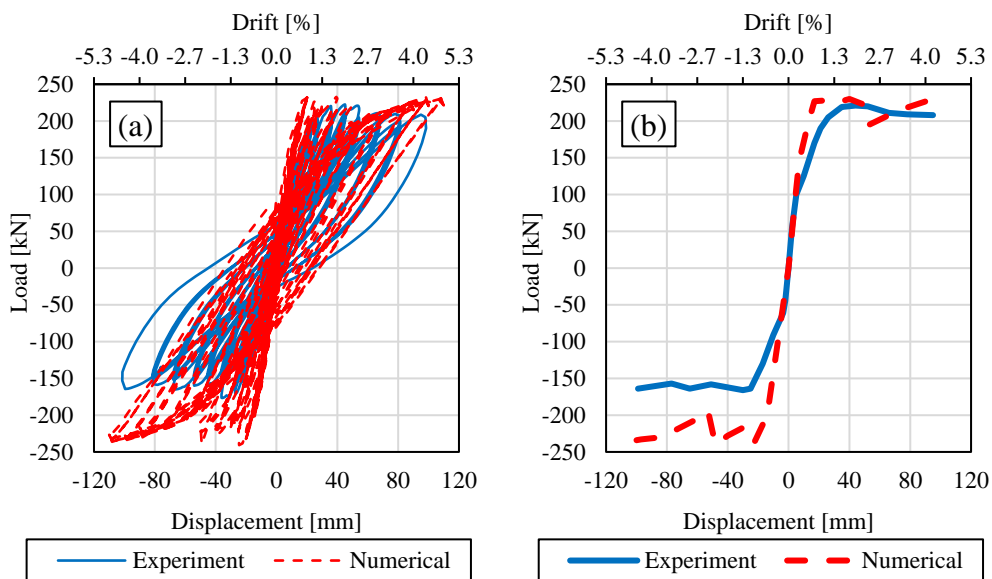 Drift [%]
-5.3 -4.0 -2.7 -1.3 0.0 1.3 2.7 4.0 5.3
250
200
150
100
50
0
-50
-100
-150
-200
-250
Load [kN]
(a)
-120 -80 -40 0 40 80 120
Displacement [mm]
Experiment Numerical
Drift [%]
-5.3 -4.0 -2.7 -1.3 0.0 1.3 2.7 4.0 5.3
250
200
150
100
50
0
-50
-100
-150
-200
-250
Load [kN]
(b)
-120 -80 -40 0 40 80 120
Displacement [mm]
Experiment Numerical